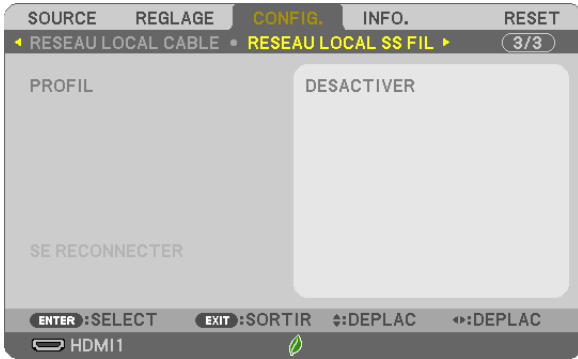 SOURCE REGLAGE CONFIG. INFO. RESET
◂ RESEAU LOCAL CABLE • RESEAU LOCAL SS FIL ▸ 3/3
PROFIL DESACTIVER
SE RECONNECTER
ENTER :SELECT EXIT :SORTIR ♦:DEPLAC ◂▸:DEPLAC
HDMI1